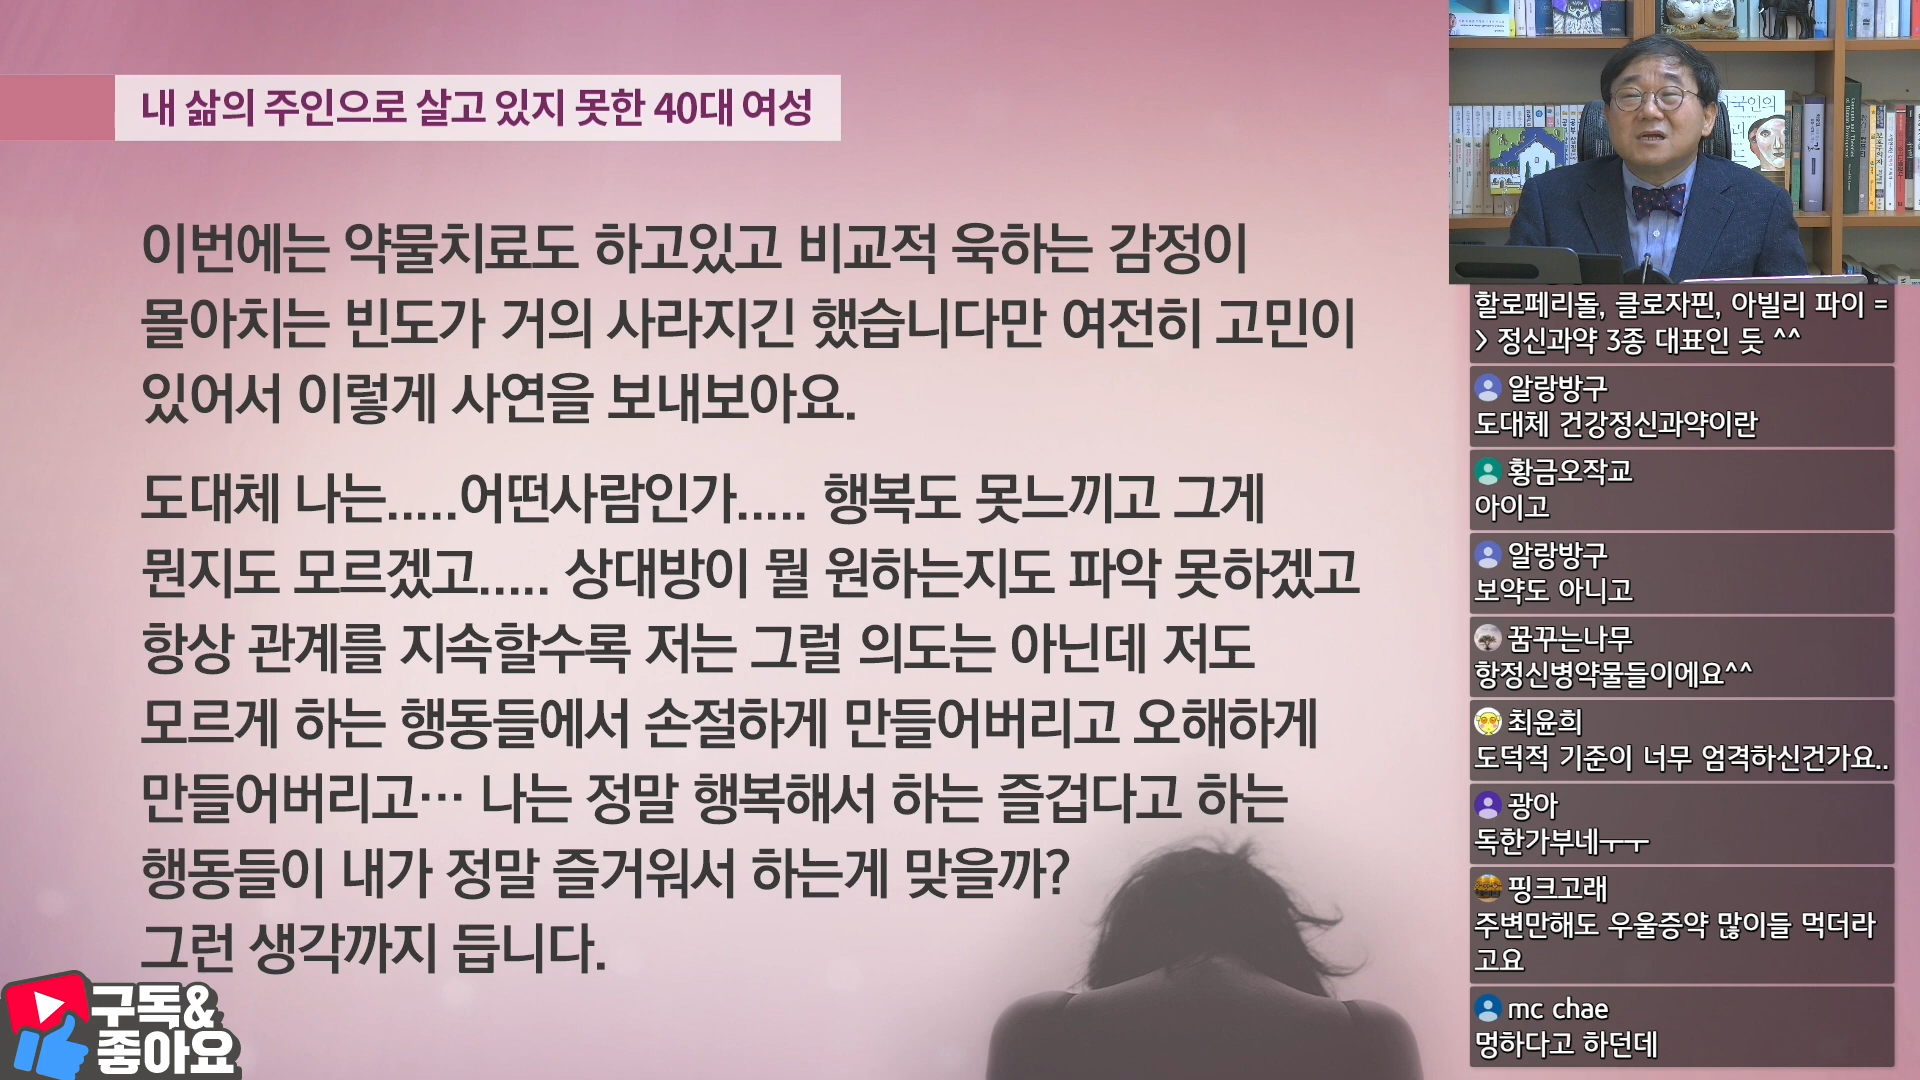 내 삶의 주인으로 살고 있지 못한 40대 여성
이번에는 약물치료도 하고있고 비교적 욱하는 감정이
몰아치는 빈도가 거의 사라지긴 했습니다만 여전히 고민이
있어서 이렇게 사연을 보내보아요.
도대체 나는.....어떤사람인가..... 행복도 못느끼고 그게
뭔지도 모르겠고..... 상대방이 뭘 원하는지도 파악 못하겠고
항상 관계를 지속할수록 저는 그럴 의도는 아닌데 저도
모르게 하는 행동들에서 손절하게 만들어버리고 오해하게
만들어버리고… 나는 정말 행복해서 하는 즐겁다고 하는
행동들이 내가 정말 즐거워서 하는게 맞을까?
그런 생각까지 듭니다.
구독&
좋아요
할로페리돌, 클로자핀, 아빌리 파이 =
> 정신과약 3종 대표인 듯 ^^
알랑방구
도대체 건강정신과약이란
황금오작교
아이고
알랑방구
보약도 아니고
꿈꾸는나무
항정신병약물들이에요^^
최윤희
도덕적 기준이 너무 엄격하신건가요..
광아
독한가부네ㅜㅜ
핑크고래
주변만해도 우울증약 많이들 먹더라
고요
mc chae
멍하다고 하던데